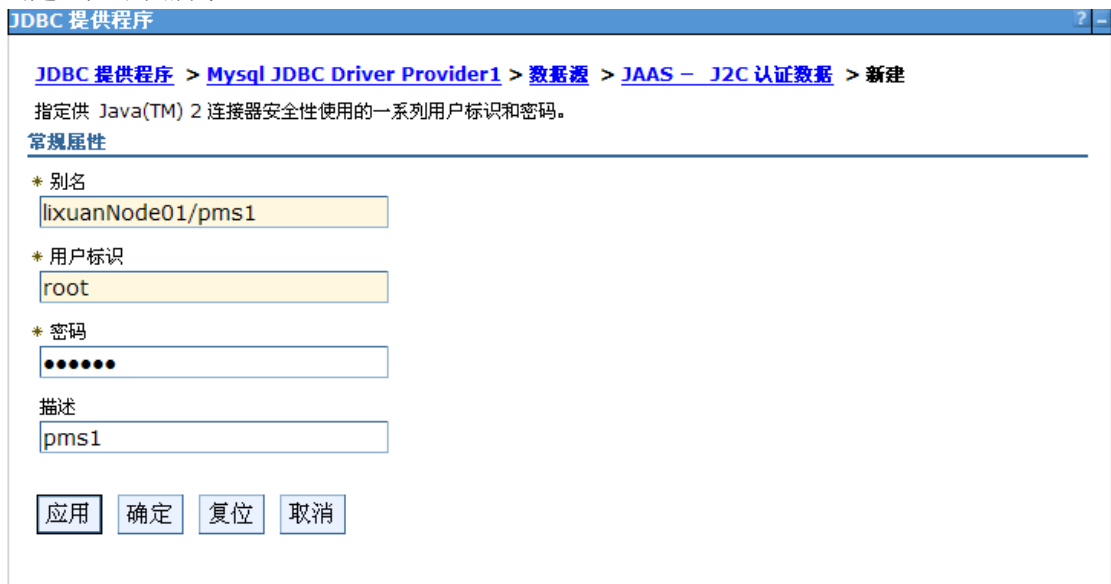 JDBC 提供程序 ? -
JDBC 提供程序 > Mysql JDBC Driver Provider1 > 数据源 > JAAS － J2C 认证数据 > 新建
指定供 Java(TM) 2 连接器安全性使用的一系列用户标识和密码。
常规属性
* 别名
lixuanNode01/pms1
* 用户标识
root
* 密码
●●●●●●
描述
pms1
应用 确定 复位 取消